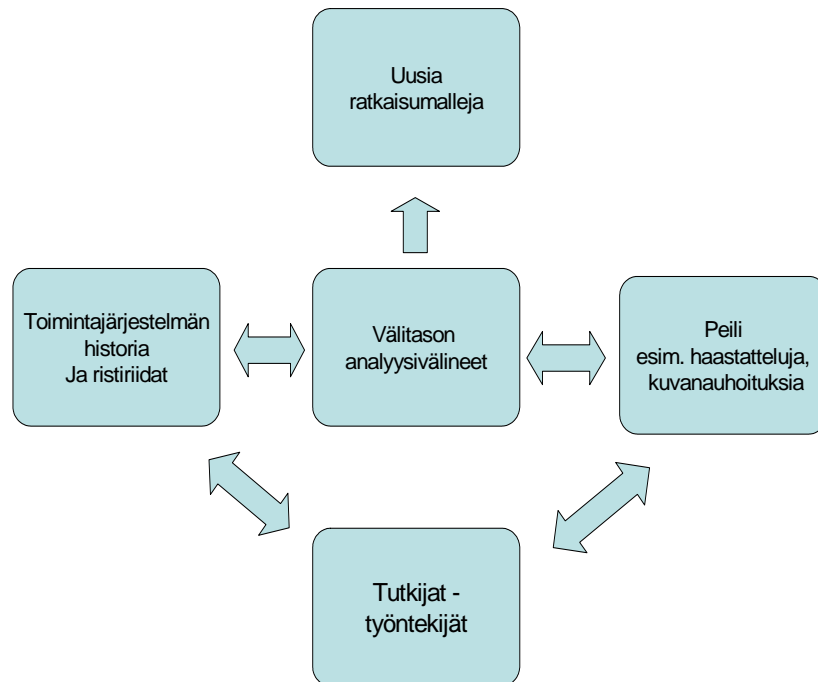 Uusia
ratkaisumalleja
Toimintajärjestelmän
historia
Ja ristiriidat
Välitason
analyysivälineet
Peili
esim. haastatteluja,
kuvanauhoituksia
Tutkijat -
työntekijät